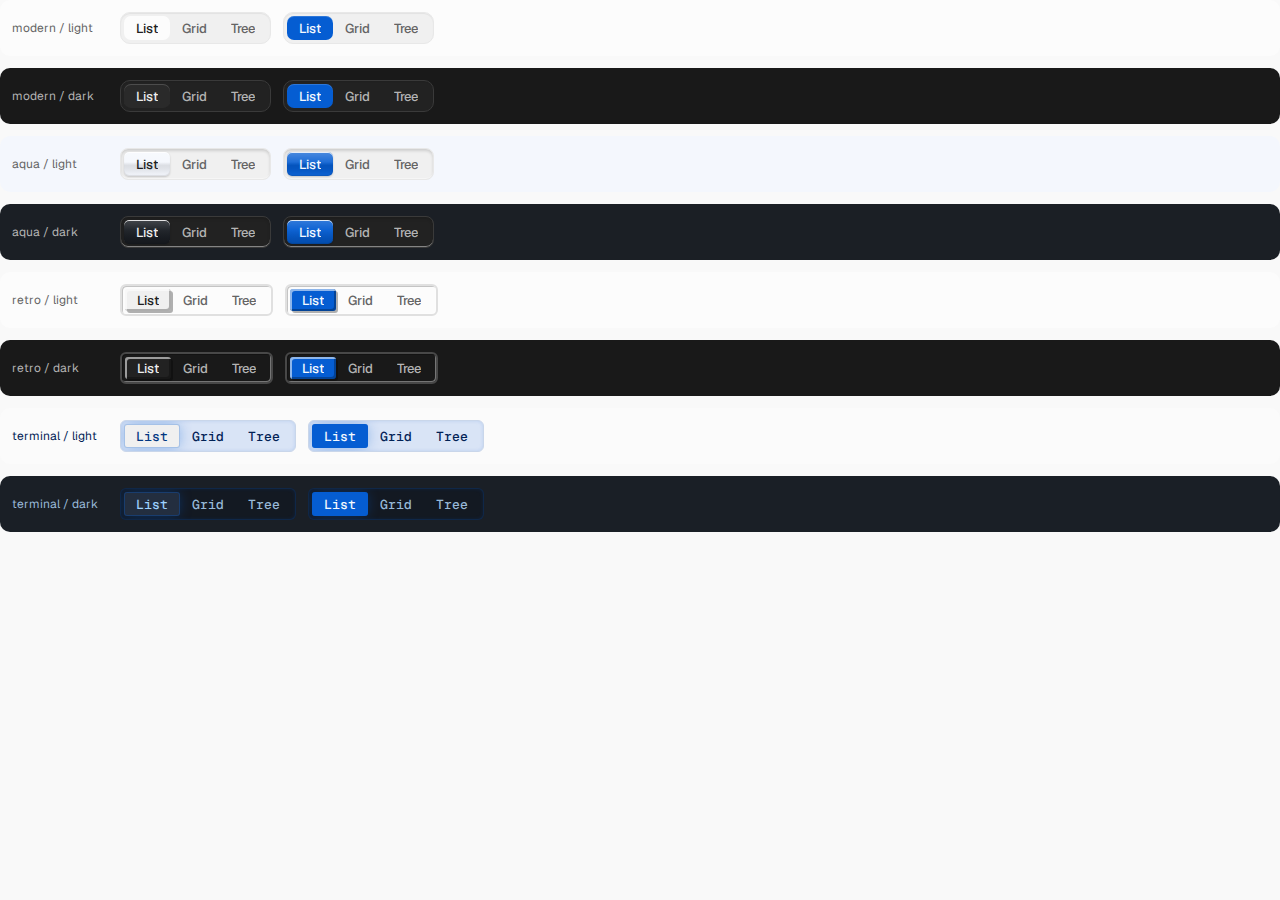 modern / light List Grid Tree List Grid Tree
modern / dark List Grid Tree List Grid Tree
aqua / light List Grid Tree List Grid Tree
aqua / dark List Grid Tree List Grid Tree
retro / light List Grid Tree List Grid Tree
retro / dark List Grid Tree List Grid Tree
terminal / light List Grid Tree List Grid Tree
terminal / dark List Grid Tree List Grid Tree